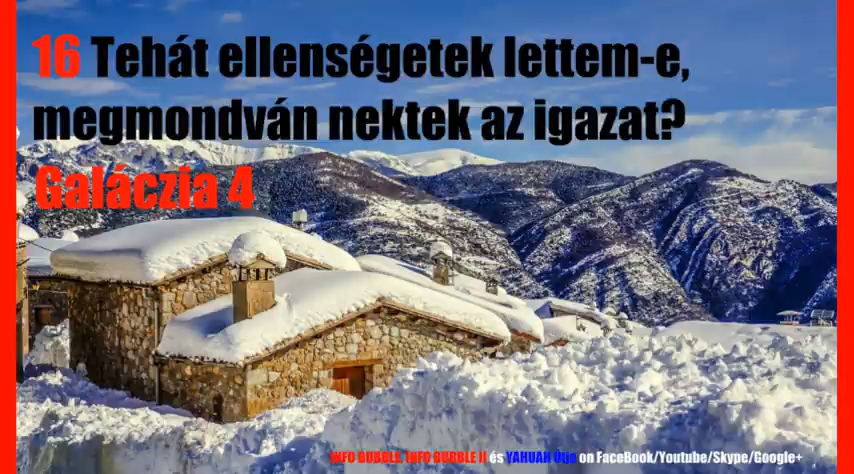 16 Tehát ellenségetek lettem-e,
megmondván nektek az igazat?
Galáczia 4
INFO BUBBLE, INFO BUBBLE II és YAHUAH Útja on FaceBook/Youtube/Skype/Google+